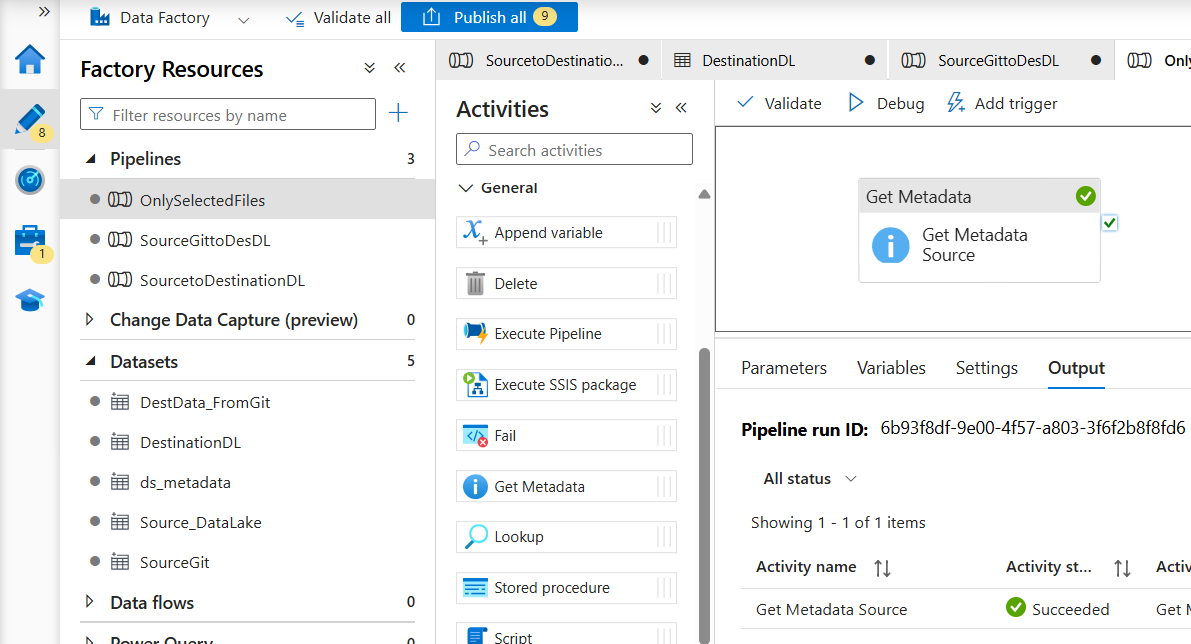 Data Factory
Validate all
Publish all 9
8
1
Factory Resources
Filter resources by name
Pipelines 3
OnlySelectedFiles
SourceGittoDesDL
SourcetoDestinationDL
Change Data Capture (preview) 0
Datasets 5
DestData_FromGit
DestinationDL
ds_metadata
Source_DataLake
SourceGit
Data flows 0
Power Query 0
SourcetoDestinatio...
DestinationDL
SourceGittoDesDL
Only
Activities
Search activities
General
Append variable
Delete
Execute Pipeline
Execute SSIS package
Fail
Get Metadata
Lookup
Stored procedure
Script
Validate
Debug
Add trigger
Get Metadata
Get Metadata
Source
Parameters Variables Settings Output
Pipeline run ID: 6b93f8df-9e00-4f57-a803-3f6f2b8f8fd6
All status
Showing 1 - 1 of 1 items
Activity name Activity st... Activ
Get Metadata Source Succeeded Get M